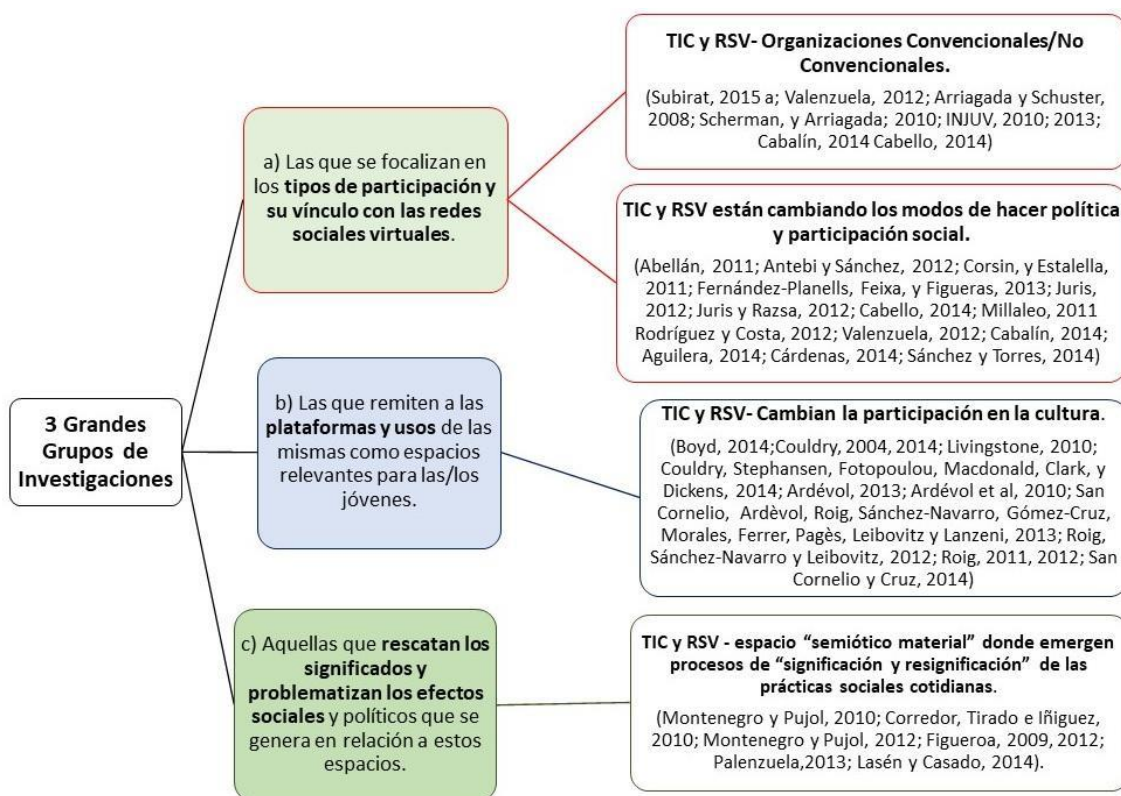 3 Grandes
Grupos de
Investigaciones
a) Las que se focalizan en
los tipos de participación y
su vínculo con las redes
sociales virtuales.
TIC y RSV- Organizaciones Convencionales/No
Convencionales.
(Subirat, 2015 a; Valenzuela, 2012; Arriagada y Schuster,
2008; Scherman, y Arriagada; 2010; INJUV, 2010; 2013;
Cabalín, 2014 Cabello, 2014)
TIC y RSV están cambiando los modos de hacer política
y participación social.
(Abellán, 2011; Antebi y Sánchez, 2012; Corsin, y Estalella,
2011; Fernández-Planells, Feixa, y Figueras, 2013; Juris,
2012; Juris y Razsa, 2012; Cabello, 2014; Millaleo, 2011
Rodríguez y Costa, 2012; Valenzuela, 2012; Cabalín, 2014;
Aguilera, 2014; Cárdenas, 2014; Sánchez y Torres, 2014)
b) Las que remiten a las
plataformas y usos de las
mismas como espacios
relevantes para las/los
jóvenes.
TIC y RSV- Cambian la participación en la cultura.
(Boyd, 2014;Couldry, 2004, 2014; Livingstone, 2010;
Couldry, Stephansen, Fotopoulou, Macdonald, Clark, y
Dickens, 2014; Ardévol, 2013; Ardévol et al, 2010; San
Cornelio, Ardèvol, Roig, Sánchez-Navarro, Gómez-Cruz,
Morales, Ferrer, Pagès, Leibovitz y Lanzeni, 2013; Roig,
Sánchez-Navarro y Leibovitz, 2012; Roig, 2011, 2012; San
Cornelio y Cruz, 2014)
c) Aquellas que rescatan los
significados y
problematizan los efectos
sociales y políticos que se
genera en relación a estos
espacios.
TIC y RSV - espacio “semiótico material” donde emergen
procesos de “significación y resignificación” de las
prácticas sociales cotidianas.
(Montenegro y Pujol, 2010; Corredor, Tirado e Iñiguez,
2010; Montenegro y Pujol, 2012; Figueroa, 2009, 2012;
Palenzuela,2013; Lasén y Casado, 2014).